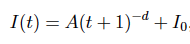 I(t) = A(t + 1)^{-d} + I_0.